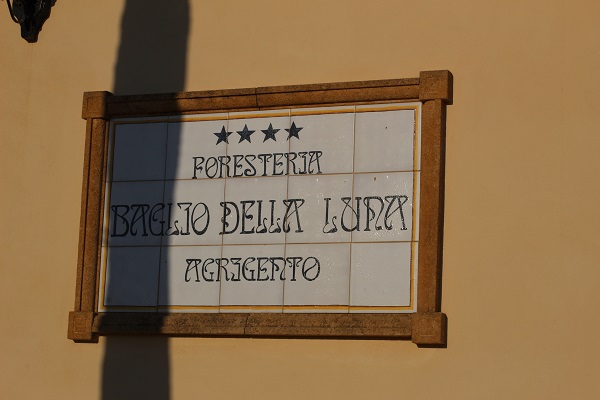 ★★★★
FORESTERIA
BAGLIO DELLA LUNA
AGRIGENTO